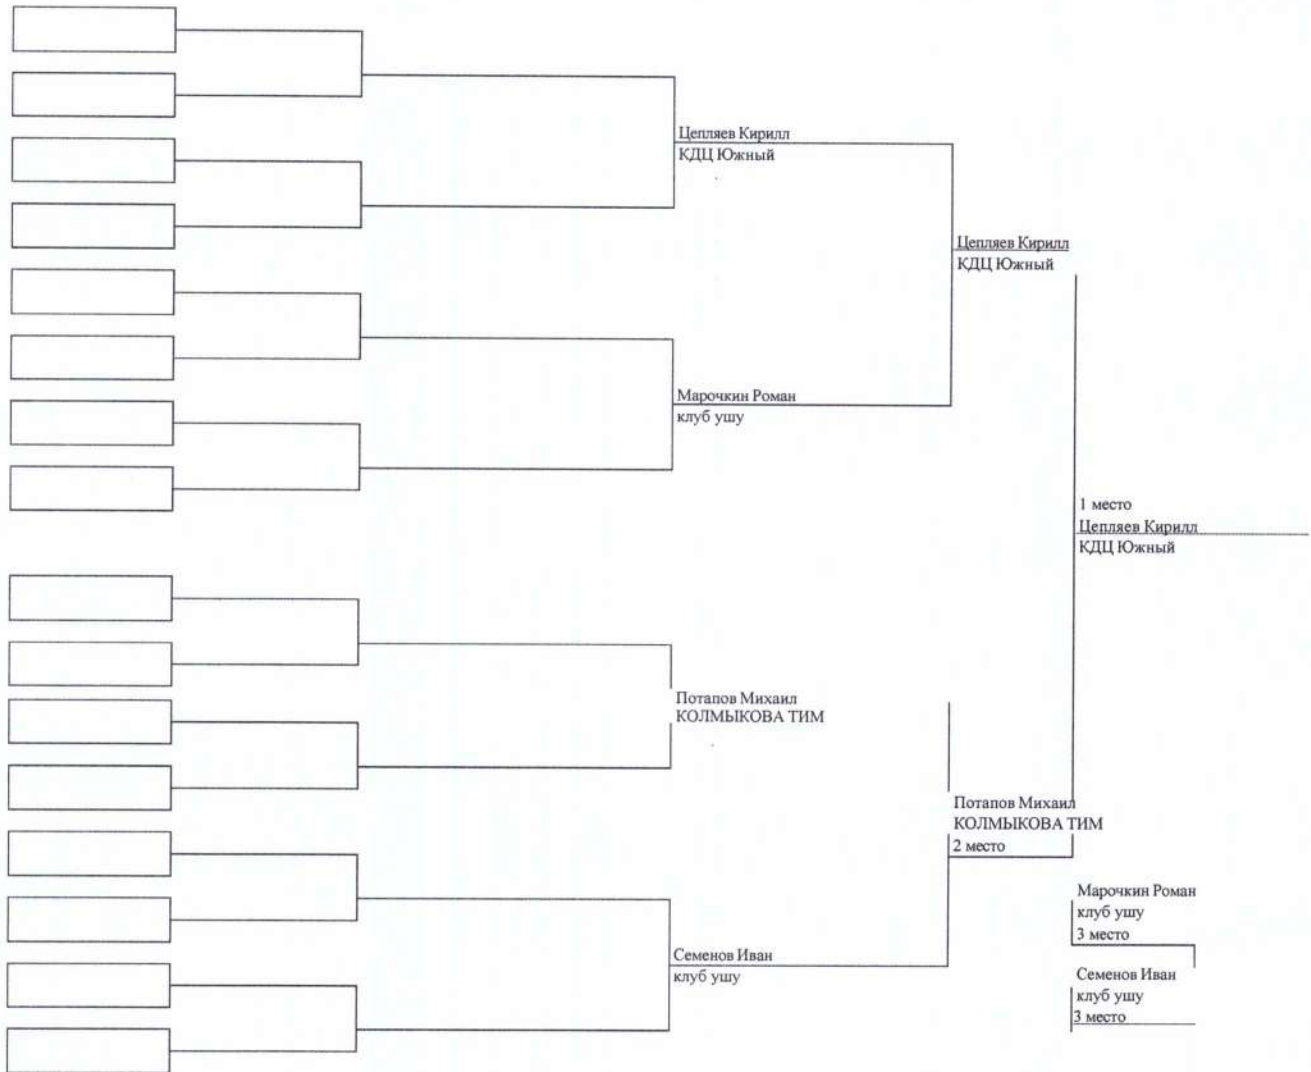 Цепляев Кирилл
КДЦ Южный
Цепляев Кирилл
КДЦ Южный
Марочкин Роман
клуб ушу
1 место
Цепляев Кирилл
КДЦ Южный
Потапов Михаил
КОЛМЫКОВА ТИМ
Потапов Михаил
КОЛМЫКОВА ТИМ
2 место
Марочкин Роман
клуб ушу
3 место
Семенов Иван
клуб ушу
Семенов Иван
клуб ушу
3 место